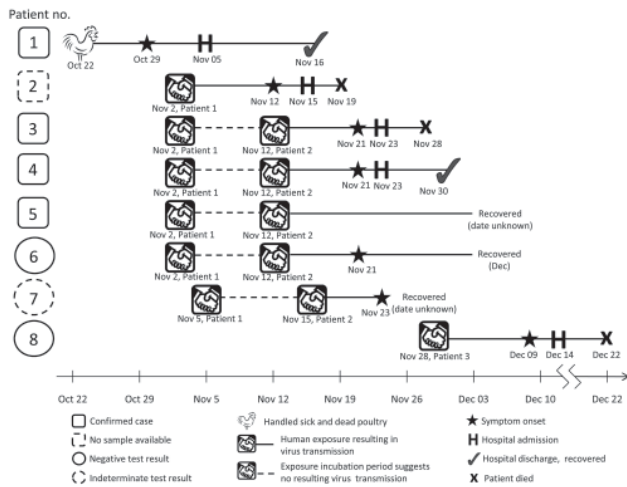 Patient no.
1
Oct 22
Oct 29
Nov 05
Nov 16
2
Nov 2, Patient 1
Nov 12
Nov 15
Nov 19
3
Nov 2, Patient 1
Nov 12, Patient 2
Nov 21
Nov 23
Nov 28
4
Nov 2, Patient 1
Nov 12, Patient 2
Nov 21
Nov 23
Nov 30
5
Nov 2, Patient 1
Nov 12, Patient 2
Recovered
(date unknown)
6
Nov 2, Patient 1
Nov 12, Patient 2
Nov 21
Recovered
(Dec)
7
Nov 5, Patient 1
Nov 15, Patient 2
Nov 23
Recovered
(date unknown)
8
Nov 28, Patient 3
Dec 09
Dec 14
Dec 22
Oct 22 Oct 29 Nov 5 Nov 12 Nov 19 Nov 26 Dec 03 Dec 10 Dec 22
Confirmed case
No sample available
Negative test result
Indeterminate test result
Handled sick and dead poultry
Human exposure resulting in
virus transmission
Exposure incubation period suggests
no resulting virus transmission
Symptom onset
H Hospital admission
Hospital discharge, recovered
X Patient died